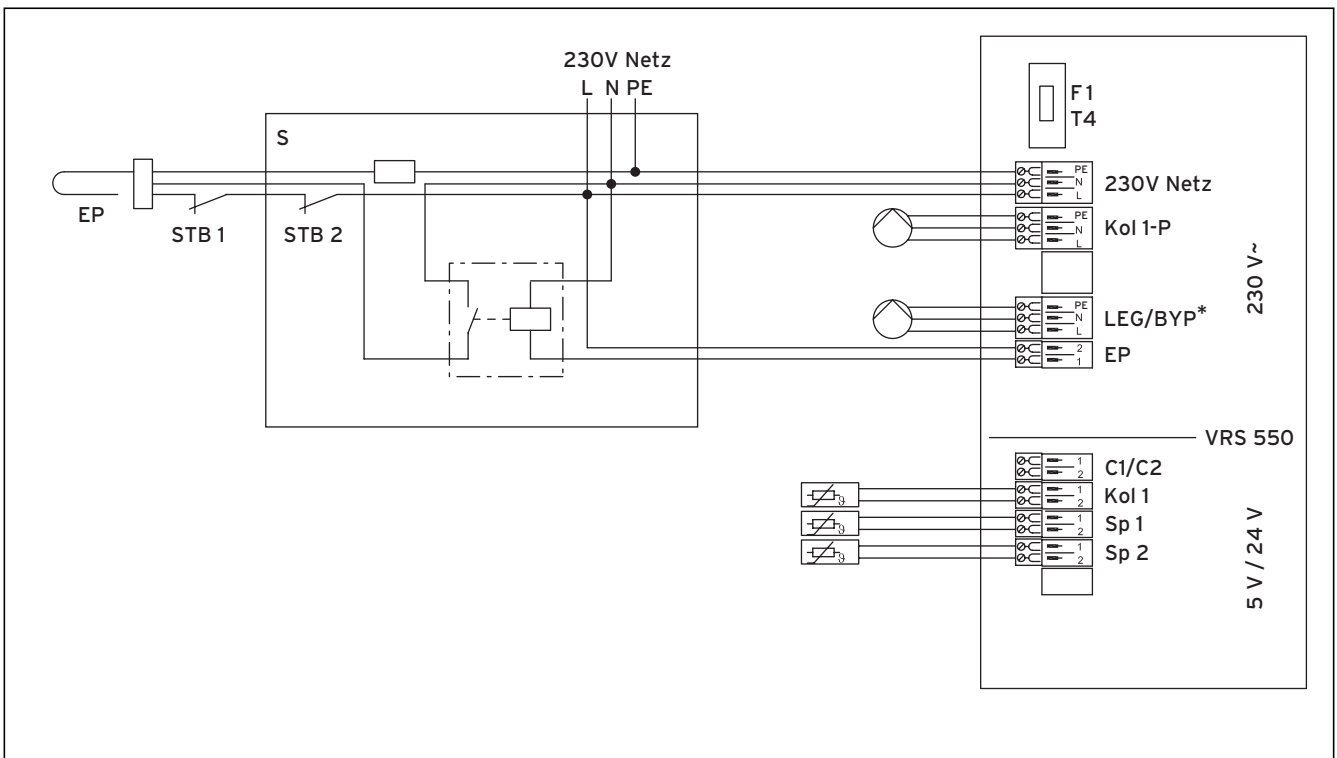 230V Netz
L N PE
S
EP
STB 1
STB 2
F1
T4
PE
N
L
230V Netz
PE
N
L
Kol 1-P
PE
N
L
LEG/BYP*
2
1
EP
230 V~
VRS 550
1
2
C1/C2
1
2
Kol 1
ϑ
1
2
Sp 1
ϑ
1
2
Sp 2
ϑ
5 V / 24 V